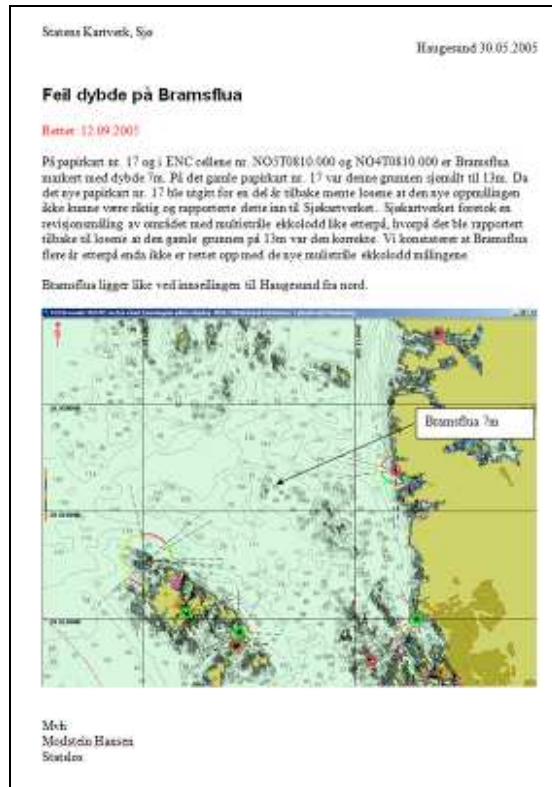 Statens Kartverk, Sjø
Haugesund 30.05.2005
Feil dybde på Bramsflua
Rettet: 12.09.2005
På papirkart nr. 17 og i ENC cellene nr. NO5T0810.000 og NO4T0810.000 er Bramsflua
markert med dybde 7m. På det gamle papirkart nr. 17 var denne grunnen sjømålt til 13m. Da
det nye papirkart nr. 17 ble utgitt for en del år tilbake mente losene at den nye oppmålingen
ikke kunne være riktig og rapporterte dette inn til Sjøkartverket. Sjøkartverket foretok en
revisjonsmåling av området med multistråle ekkolodd like etterpå, hvorpå det ble rapportert
tilbake til losene at den gamle grunnen på 13m var den korrekte. Vi konstaterer at Bramsflua
flere år etterpå enda ikke er rettet opp med de nye multistråle ekkolodd målingene.
Bramsflua ligger like ved innseilingen til Haugesund fra nord.
Bramsflua 7m
Mvh
Modstein Hansen
Statslos